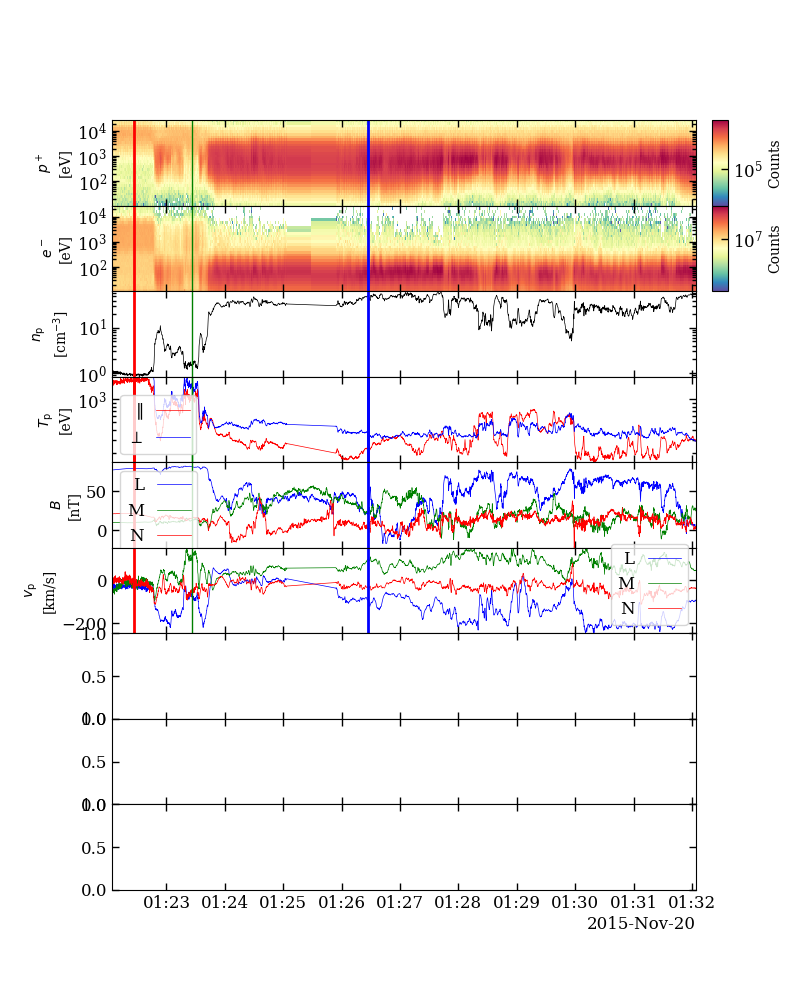 10⁴
10³
10²
p⁺
[eV]
10⁵
Counts
10⁴
10³
10²
e⁻
[eV]
10⁷
Counts
10¹
10⁰
nₚ
[cm⁻³]
10³
Tₚ
[eV]
∥
⊥
50
0
B
[nT]
L
M
N
0
−200
vₚ
[km/s]
L
M
N
1.0
0.5
0.0
1.0
0.5
0.0
1.0
0.5
0.0
01:23 01:24 01:25 01:26 01:27 01:28 01:29 01:30 01:31 01:32
2015-Nov-20